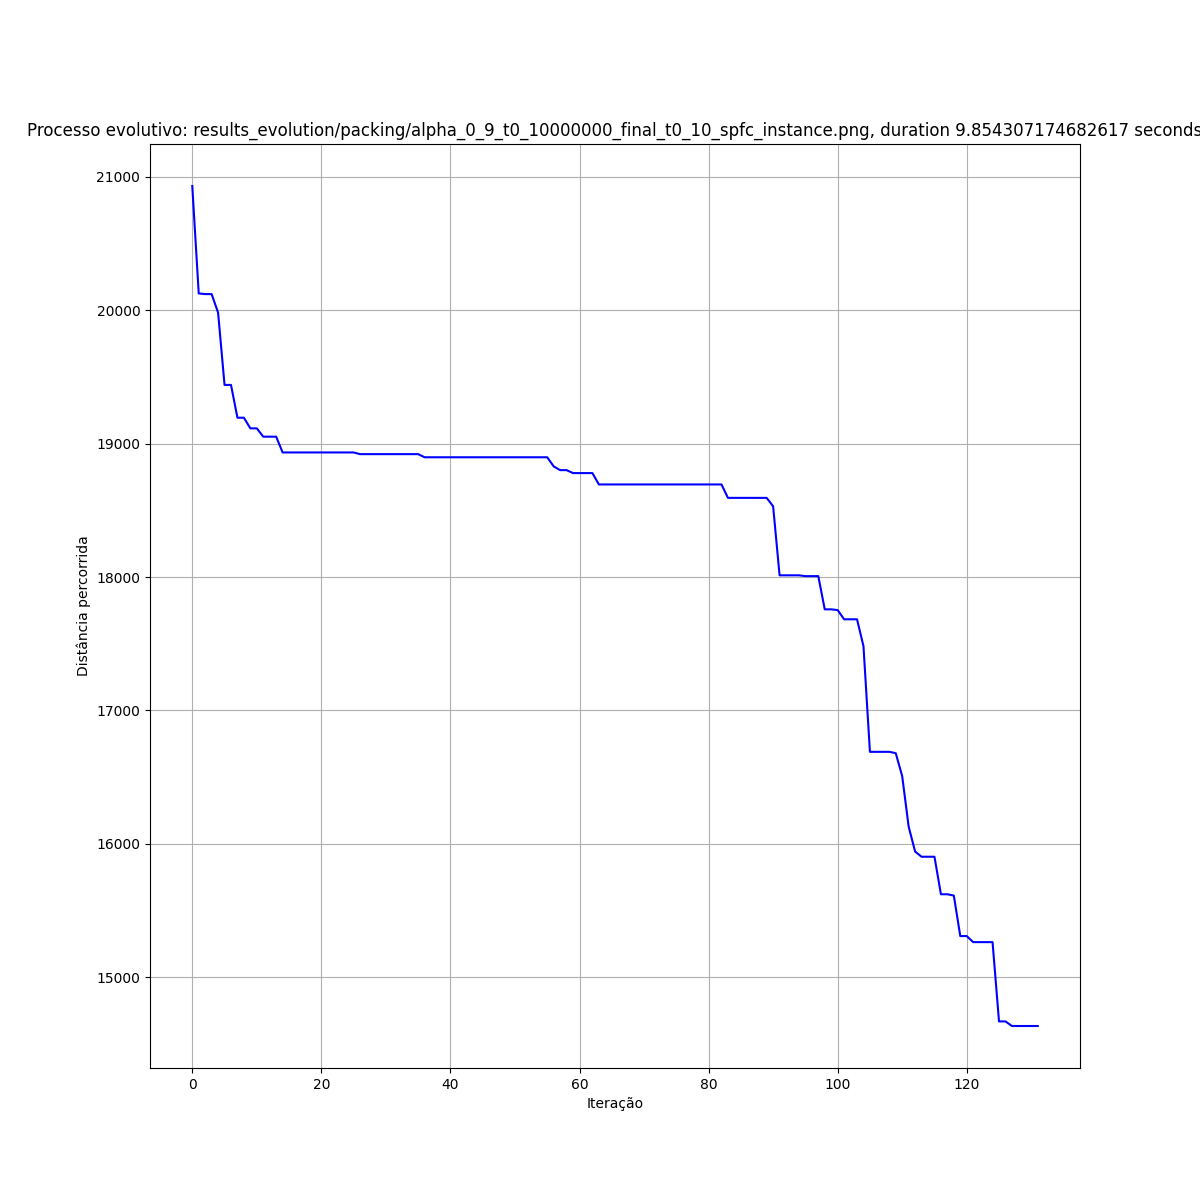 Processo evolutivo: results_evolution/packing/alpha_0_9_t0_10000000_final_t0_10_spfc_instance.png, duration 9.854307174682617 seconds
21000
20000
19000
18000
17000
16000
15000
Distância percorrida
0 20 40 60 80 100 120
Iteração